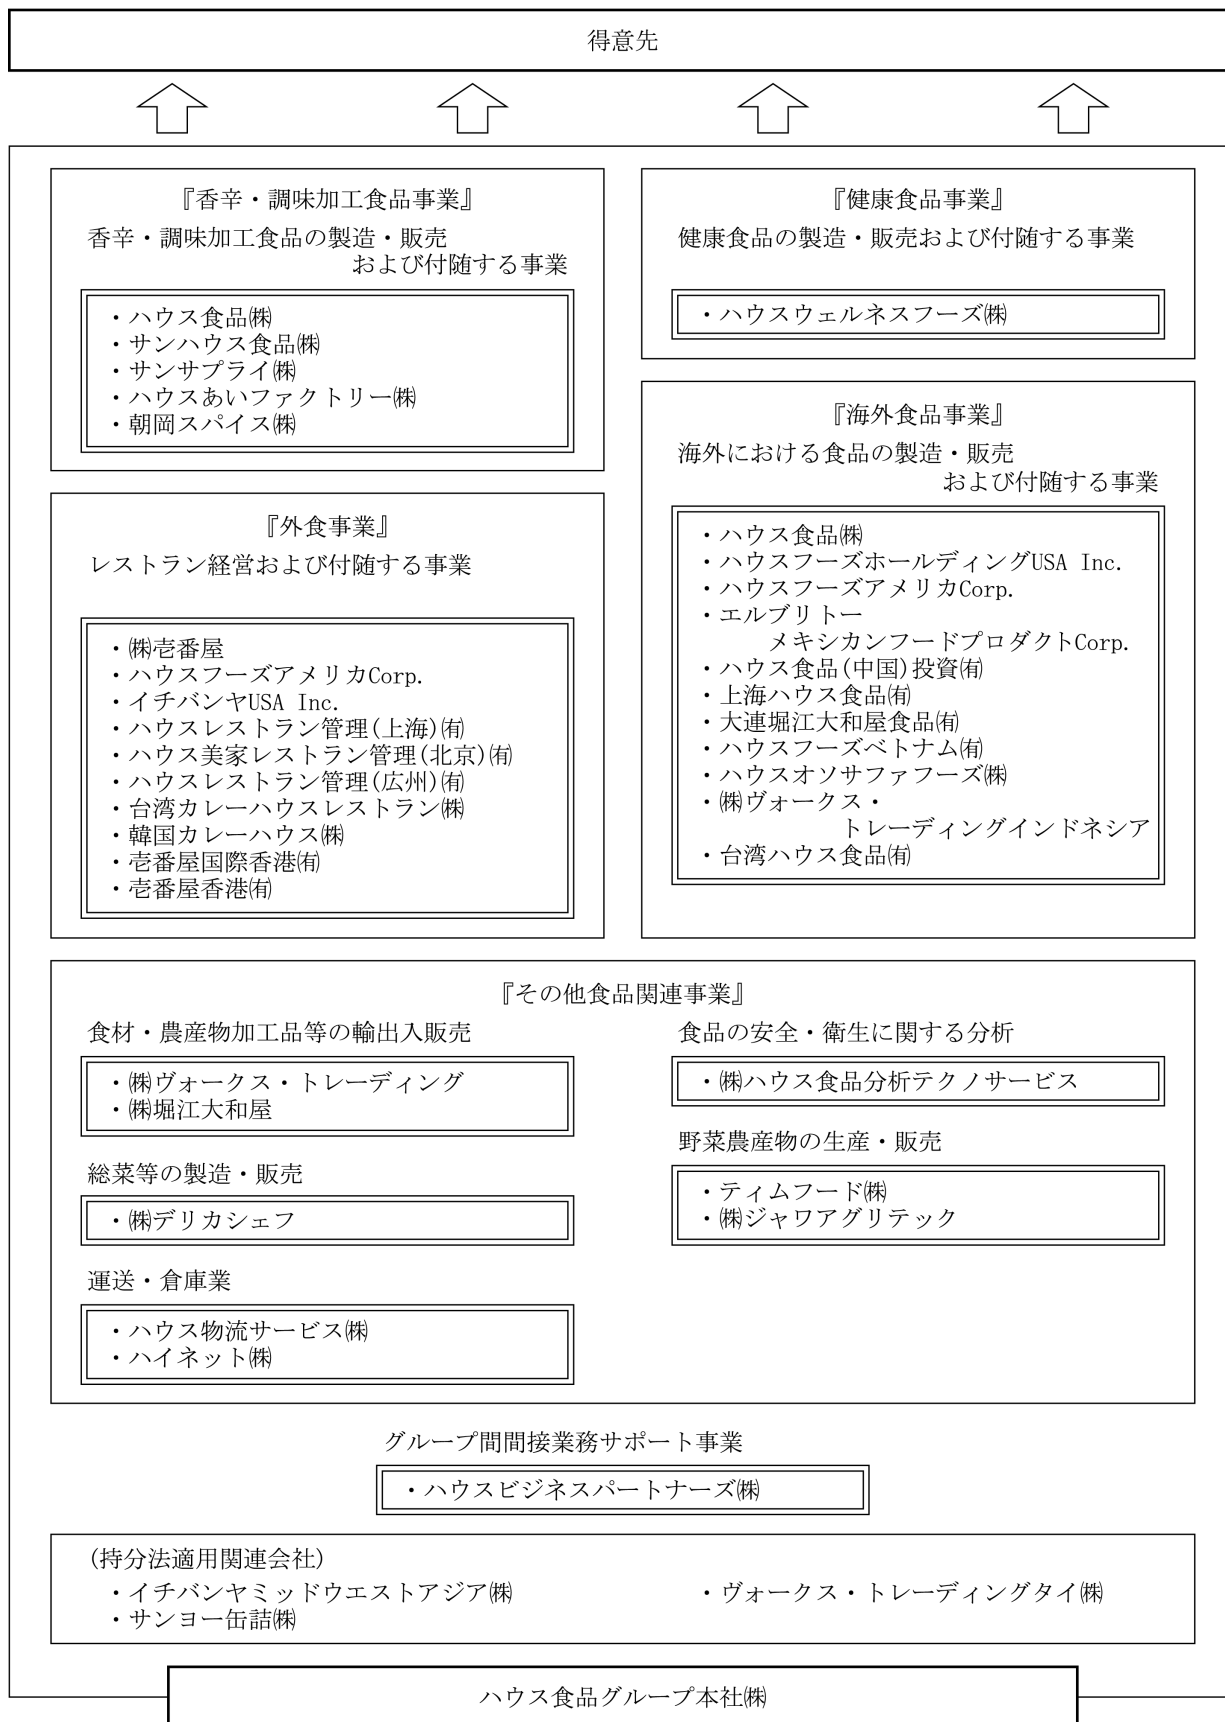 得意先
『香辛・調味加工食品事業』
香辛・調味加工食品の製造・販売
および付随する事業
・ハウス食品㈱
・サンハウス食品㈱
・サンサプライ㈱
・ハウスあいファクトリー㈱
・朝岡スパイス㈱
『健康食品事業』
健康食品の製造・販売および付随する事業
・ハウスウェルネスフーズ㈱
『外食事業』
レストラン経営および付随する事業
・㈱壱番屋
・ハウスフーズアメリカCorp.
・イチバンヤUSA Inc.
・ハウスレストラン管理(上海)㈲
・ハウス美家レストラン管理(北京)㈲
・ハウスレストラン管理(広州)㈲
・台湾カレーハウスレストラン㈱
・韓国カレーハウス㈱
・壱番屋国際香港㈲
・壱番屋香港㈲
『海外食品事業』
海外における食品の製造・販売
および付随する事業
・ハウス食品㈱
・ハウスフーズホールディングUSA Inc.
・ハウスフーズアメリカCorp.
・エルブリトー
メキシカンフードプロダクトCorp.
・ハウス食品(中国)投資㈲
・上海ハウス食品㈲
・大連堀江大和屋食品㈲
・ハウスフーズベトナム㈲
・ハウスオソサファフーズ㈱
・㈱ヴォークス・
トレーディングインドネシア
・台湾ハウス食品㈲
『その他食品関連事業』
食材・農産物加工品等の輸出入販売
・㈱ヴォークス・トレーディング
・㈱堀江大和屋
総菜等の製造・販売
・㈱デリカシェフ
運送・倉庫業
・ハウス物流サービス㈱
・ハイネット㈱
食品の安全・衛生に関する分析
・㈱ハウス食品分析テクノサービス
野菜農産物の生産・販売
・ティムフード㈱
・㈱ジャワアグリテック
グループ間間接業務サポート事業
・ハウスビジネスパートナーズ㈱
(持分法適用関連会社)
・イチバンヤミッドウエストアジア㈱
・サンヨー缶詰㈱
・ヴォークス・トレーディングタイ㈱
ハウス食品グループ本社㈱